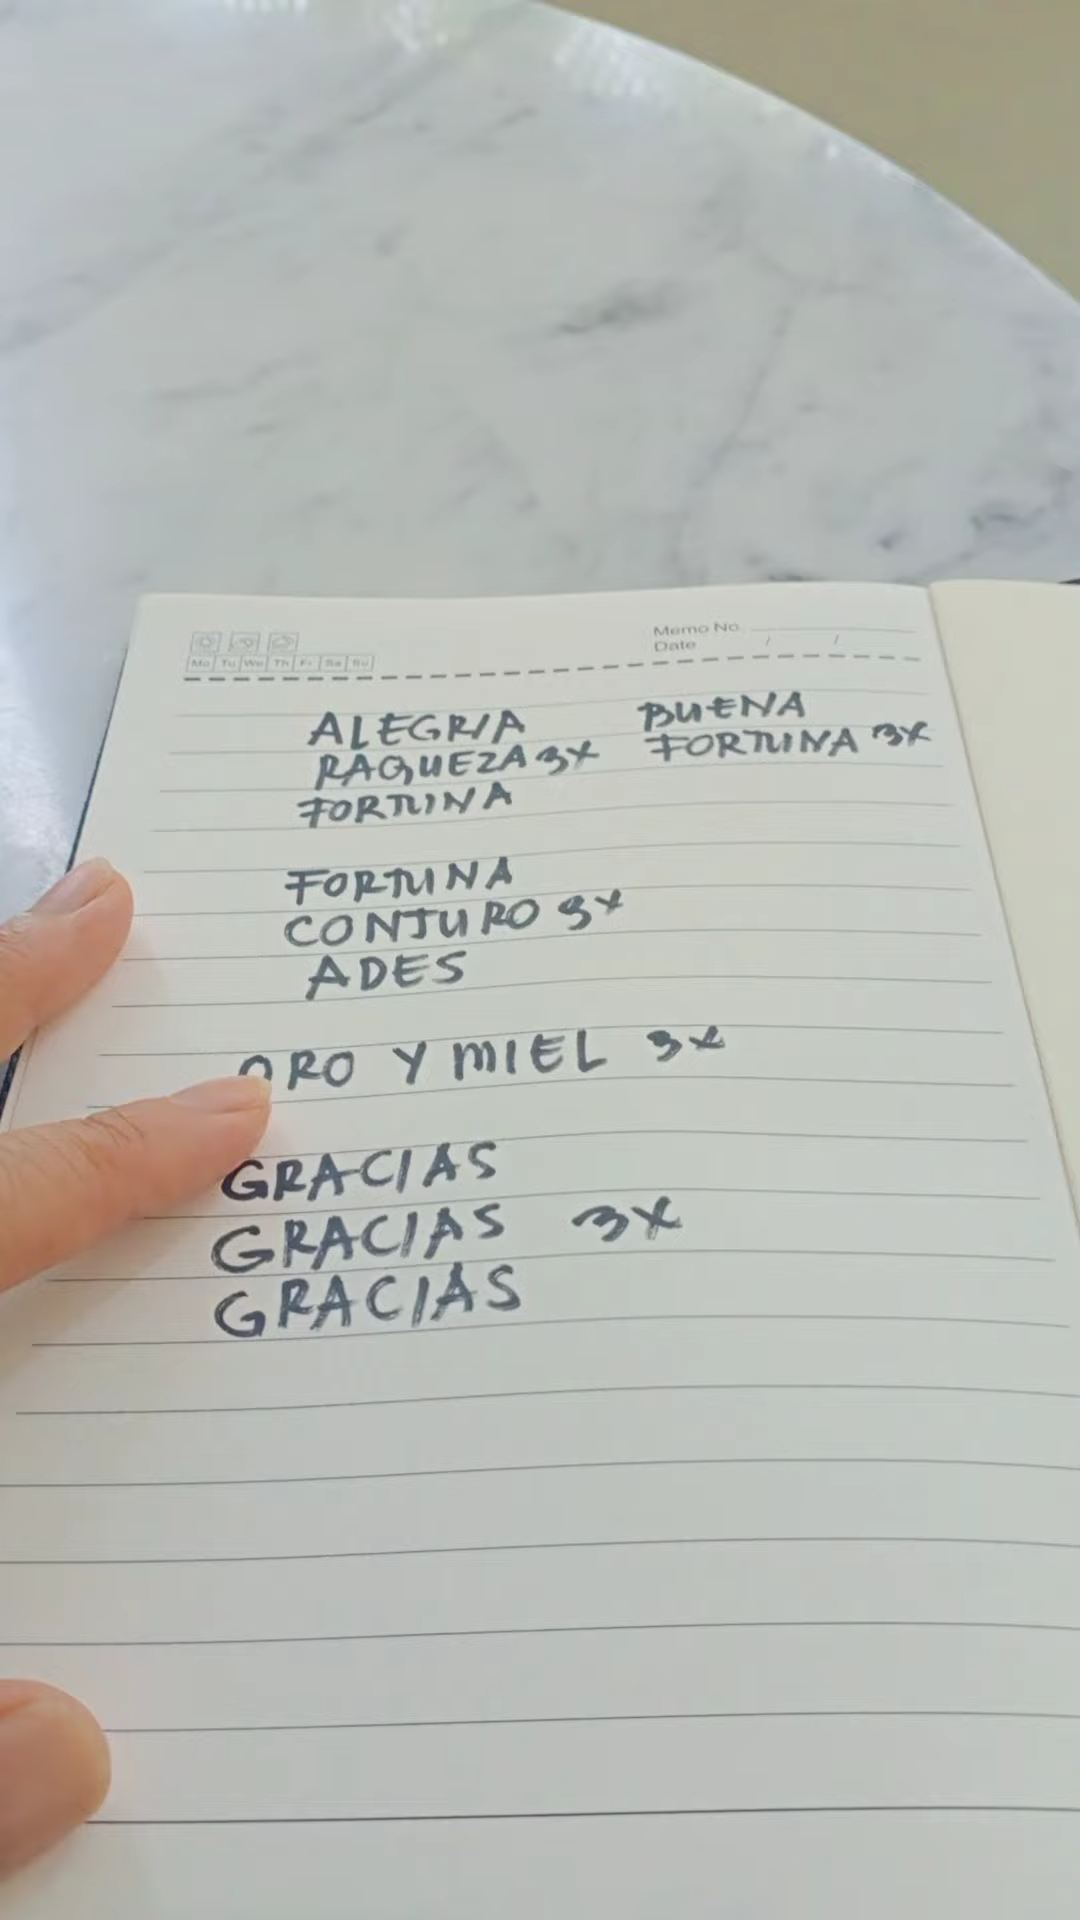 Mo Tu We Th Fr Sa Su
Memo No.
Date / /
ALEGRIA
RAQUEZA 3X
FORTUNA
BUENA
FORTUNA 3X
FORTUNA
CONJURO 3X
ADES
ORO Y MIEL 3X
GRACIAS
GRACIAS 3X
GRACIAS